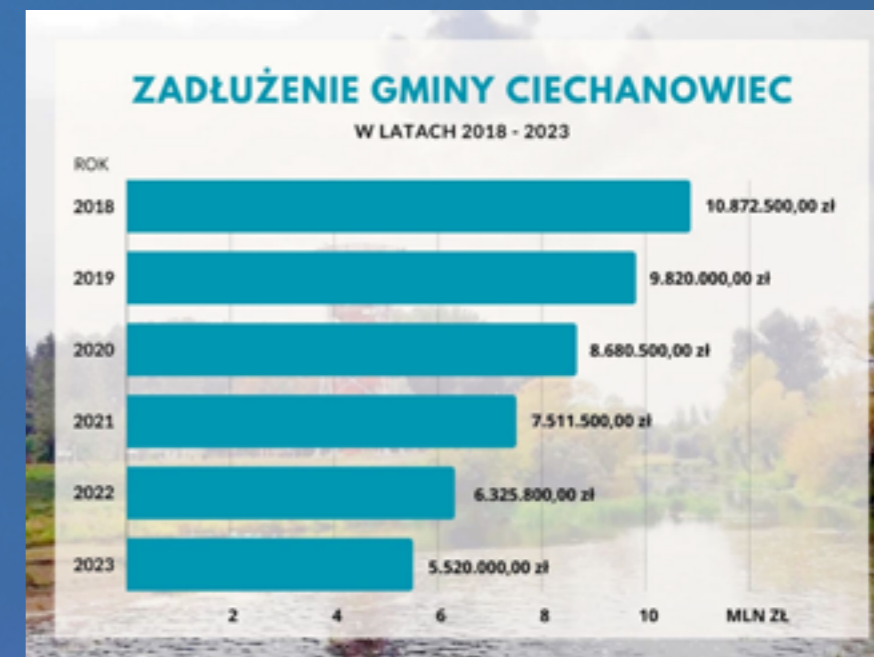 ZADŁUŻENIE GMINY CIECHANOWIEC
W LATACH 2018 - 2023
ROK
2018 10.872.500,00 zł
2019 9.820.000,00 zł
2020 8.680.500,00 zł
2021 7.511.500,00 zł
2022 6.325.800,00 zł
2023 5.520.000,00 zł
2 4 6 8 10 MLN ZŁ